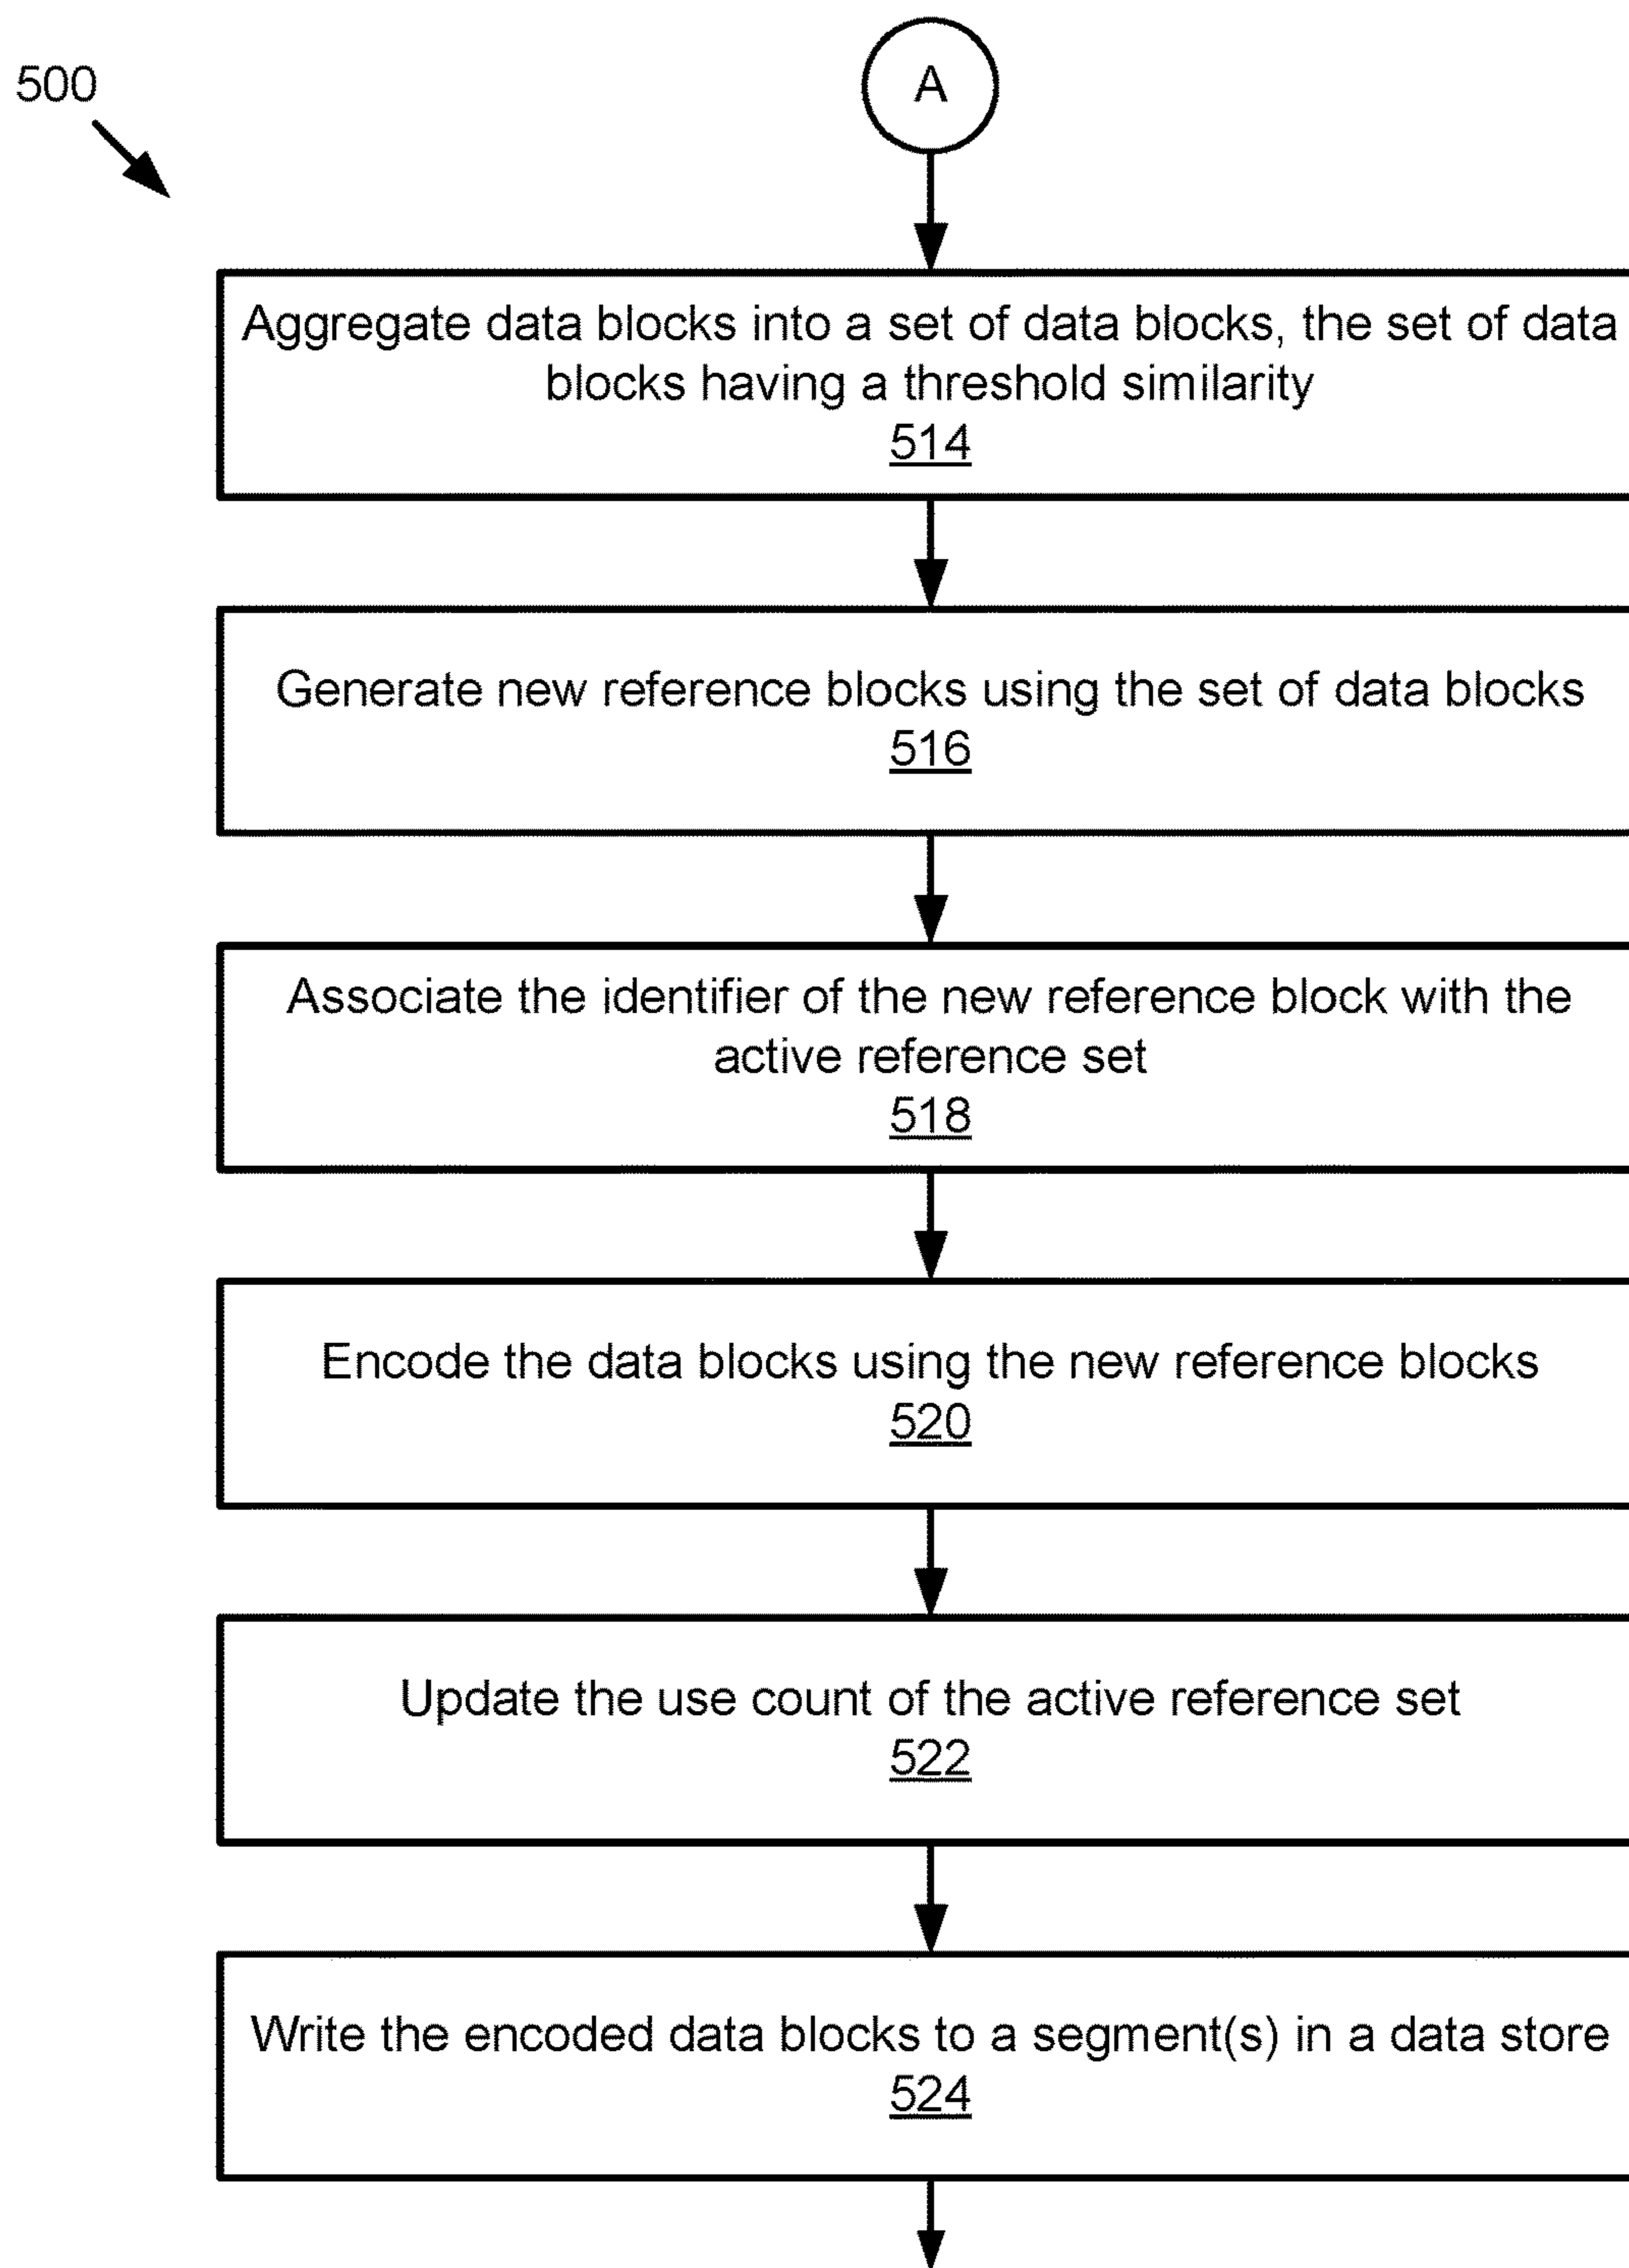 500
A
Aggregate data blocks into a set of data blocks, the set of data
blocks having a threshold similarity
514
Generate new reference blocks using the set of data blocks
516
Associate the identifier of the new reference block with the
active reference set
518
Encode the data blocks using the new reference blocks
520
Update the use count of the active reference set
522
Write the encoded data blocks to a segment(s) in a data store
524